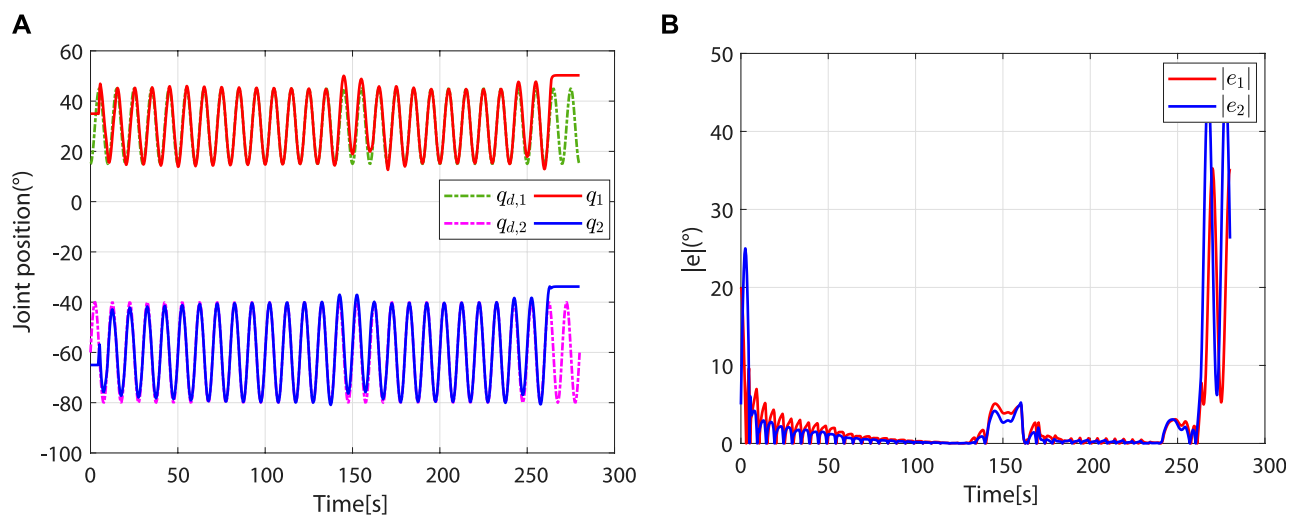 A
Joint position(°)
60
40
20
0
-20
-40
-60
-80
-100
q_{d,1} q_1
q_{d,2} q_2
0 50 100 150 200 250 300
Time[s]
B
|e|(°)
50
40
30
20
10
0
|e_1|
|e_2|
0 50 100 150 200 250 300
Time[s]